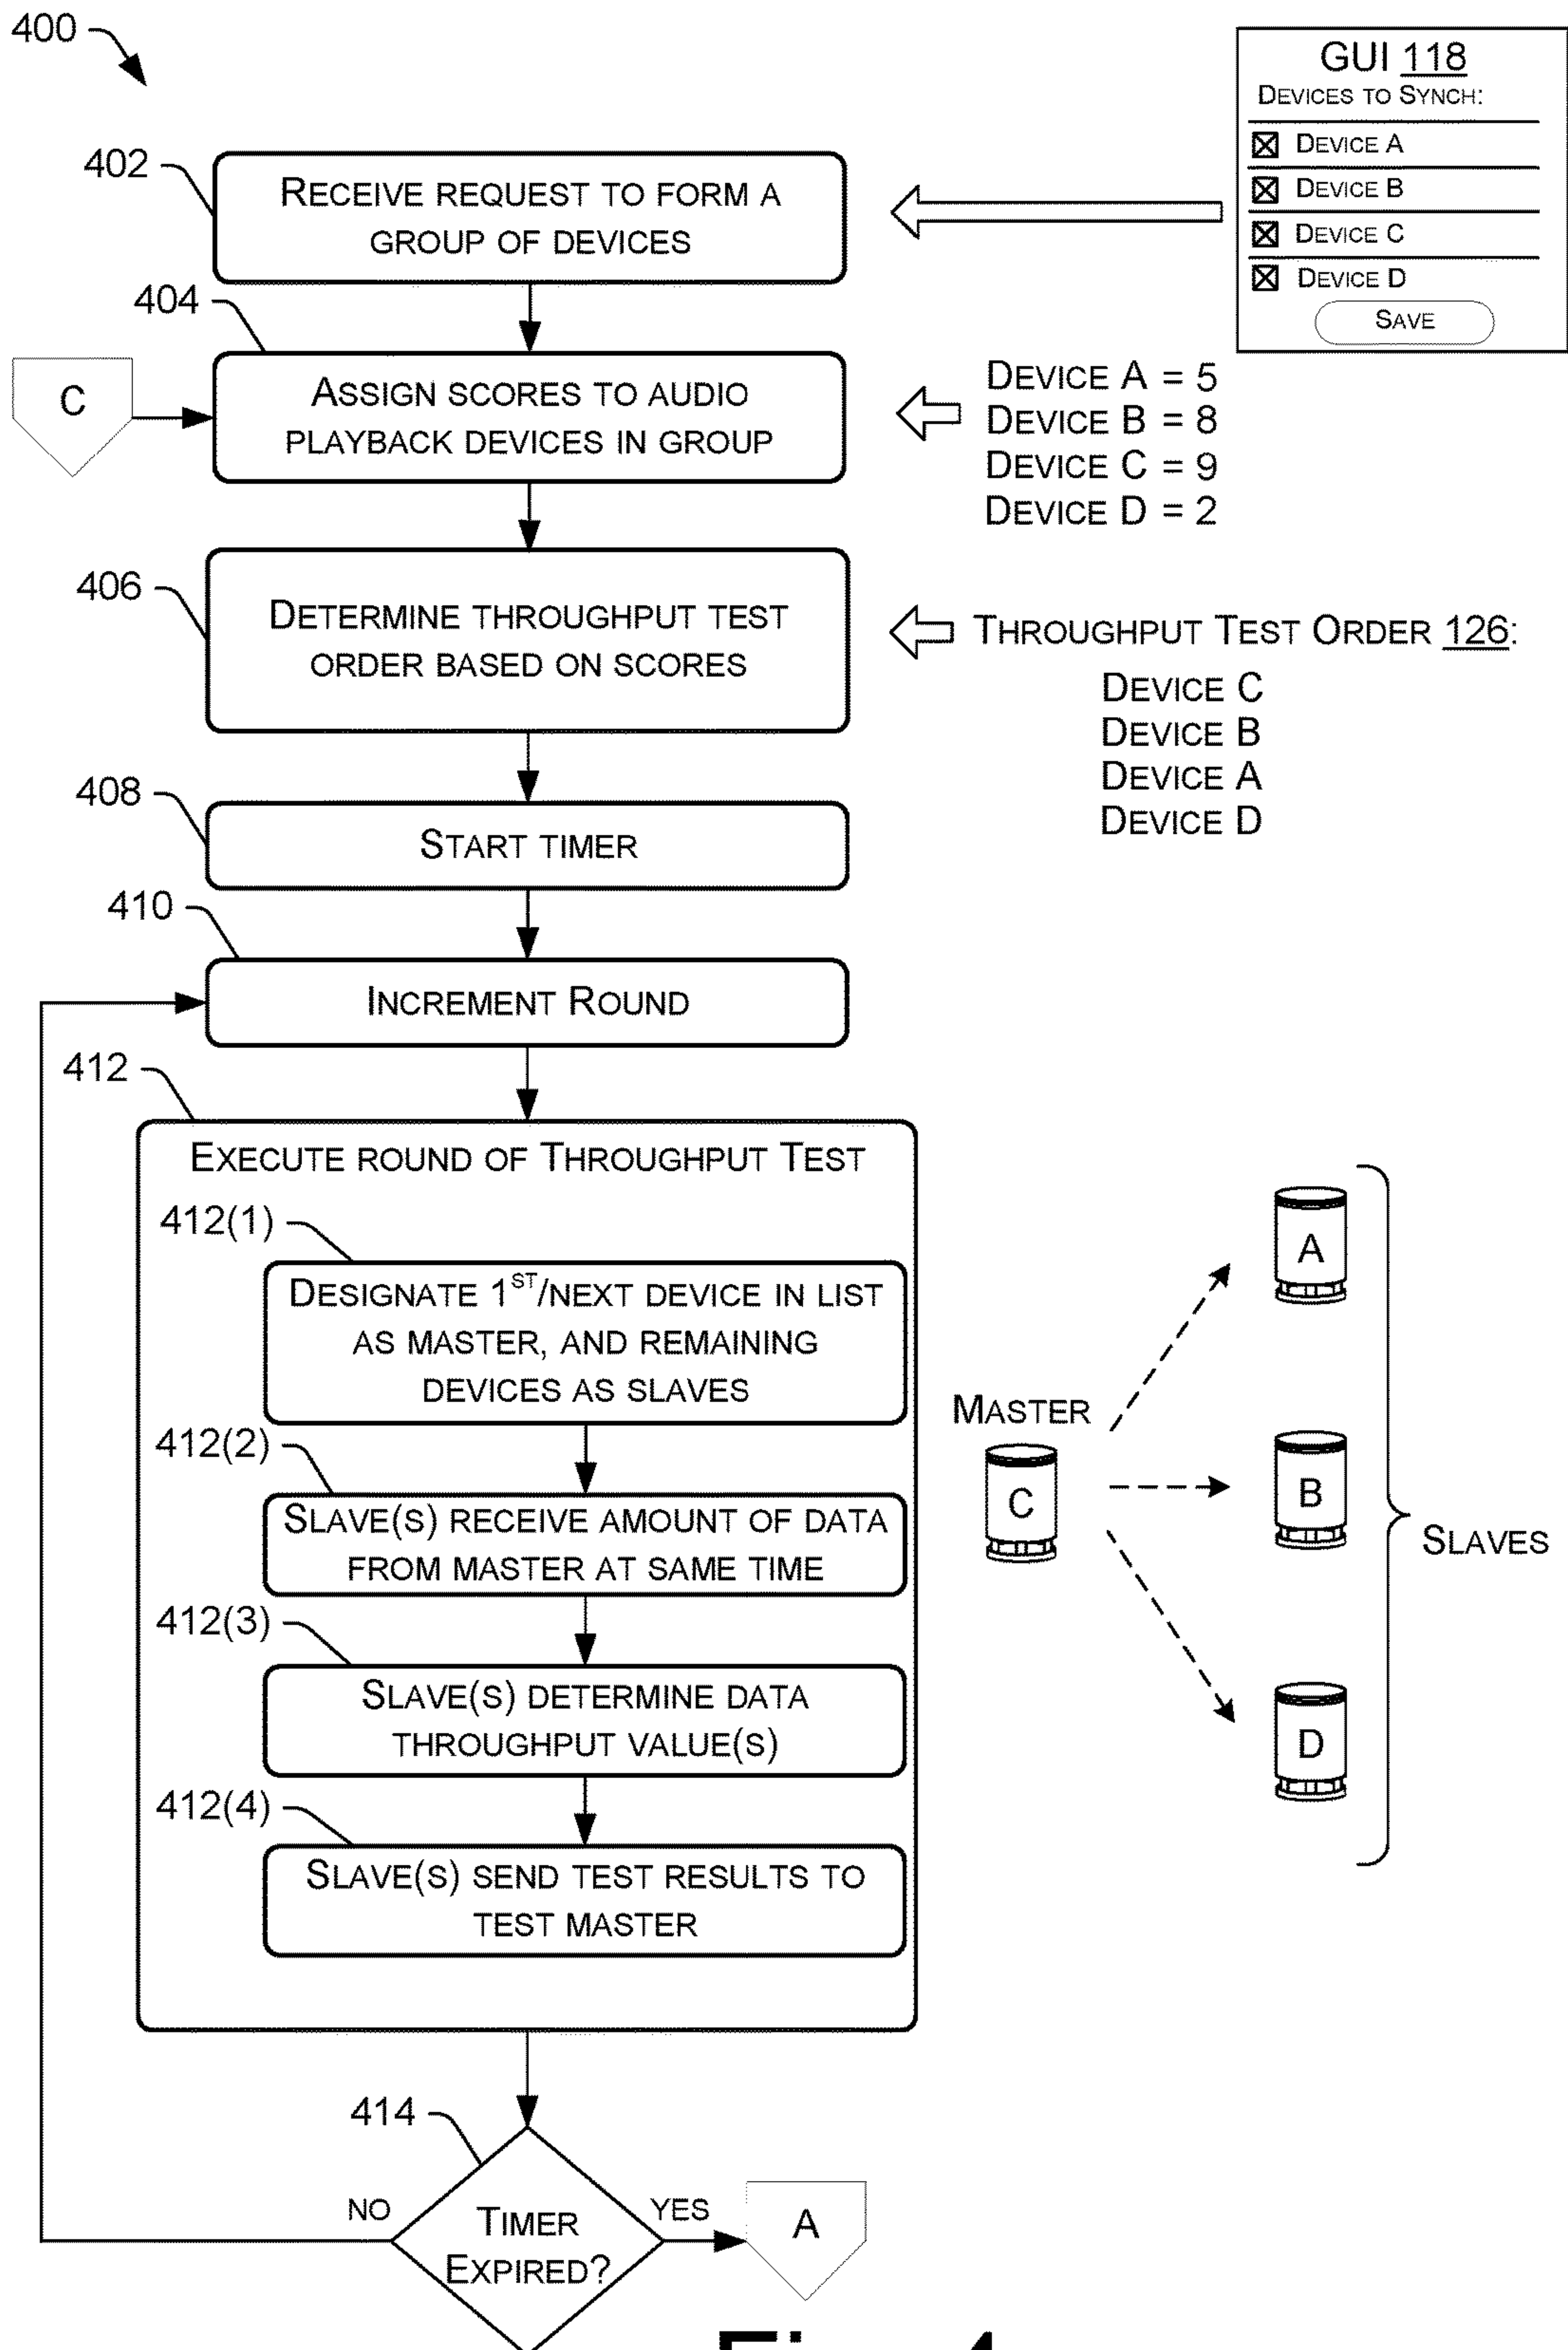 400
GUI 118
DEVICES TO SYNCH:
DEVICE A
DEVICE B
DEVICE C
DEVICE D
SAVE
402
RECEIVE REQUEST TO FORM A
GROUP OF DEVICES
404
C
ASSIGN SCORES TO AUDIO
PLAYBACK DEVICES IN GROUP
DEVICE A = 5
DEVICE B = 8
DEVICE C = 9
DEVICE D = 2
406
DETERMINE THROUGHPUT TEST
ORDER BASED ON SCORES
THROUGHPUT TEST ORDER 126:
DEVICE C
DEVICE B
DEVICE A
DEVICE D
408
START TIMER
410
INCREMENT ROUND
412
EXECUTE ROUND OF THROUGHPUT TEST
412(1)
DESIGNATE 1ST/NEXT DEVICE IN LIST
AS MASTER, AND REMAINING
DEVICES AS SLAVES
412(2)
SLAVE(S) RECEIVE AMOUNT OF DATA
FROM MASTER AT SAME TIME
412(3)
SLAVE(S) DETERMINE DATA
THROUGHPUT VALUE(S)
412(4)
SLAVE(S) SEND TEST RESULTS TO
TEST MASTER
MASTER
C
A
B
D
SLAVES
414
TIMER
EXPIRED?
NO
YES
A